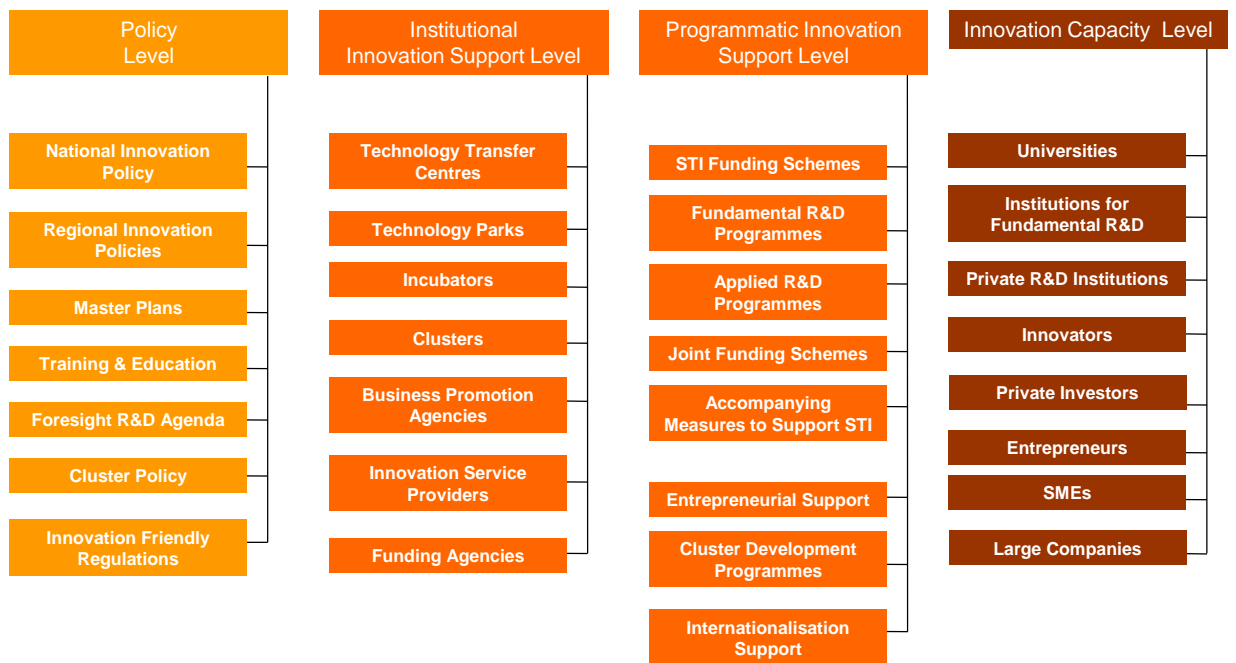 Policy
Level
National Innovation
Policy
Regional Innovation
Policies
Master Plans
Training & Education
Foresight R&D Agenda
Cluster Policy
Innovation Friendly
Regulations
Institutional
Innovation Support Level
Technology Transfer
Centres
Technology Parks
Incubators
Clusters
Business Promotion
Agencies
Innovation Service
Providers
Funding Agencies
Programmatic Innovation
Support Level
STI Funding Schemes
Fundamental R&D
Programmes
Applied R&D
Programmes
Joint Funding Schemes
Accompanying
Measures to Support STI
Entrepreneurial Support
Cluster Development
Programmes
Internationalisation
Support
Innovation Capacity Level
Universities
Institutions for
Fundamental R&D
Private R&D Institutions
Innovators
Private Investors
Entrepreneurs
SMEs
Large Companies